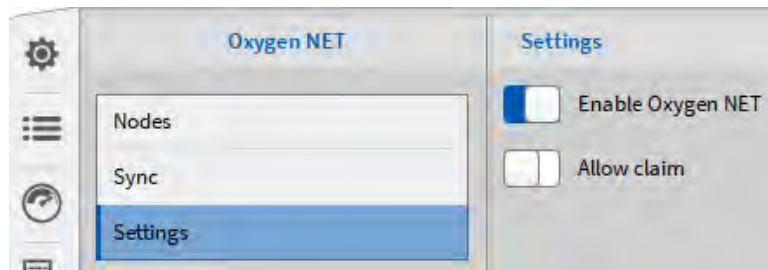 Oxygen NET
Settings
Nodes
Sync
Settings
Enable Oxygen NET
Allow claim